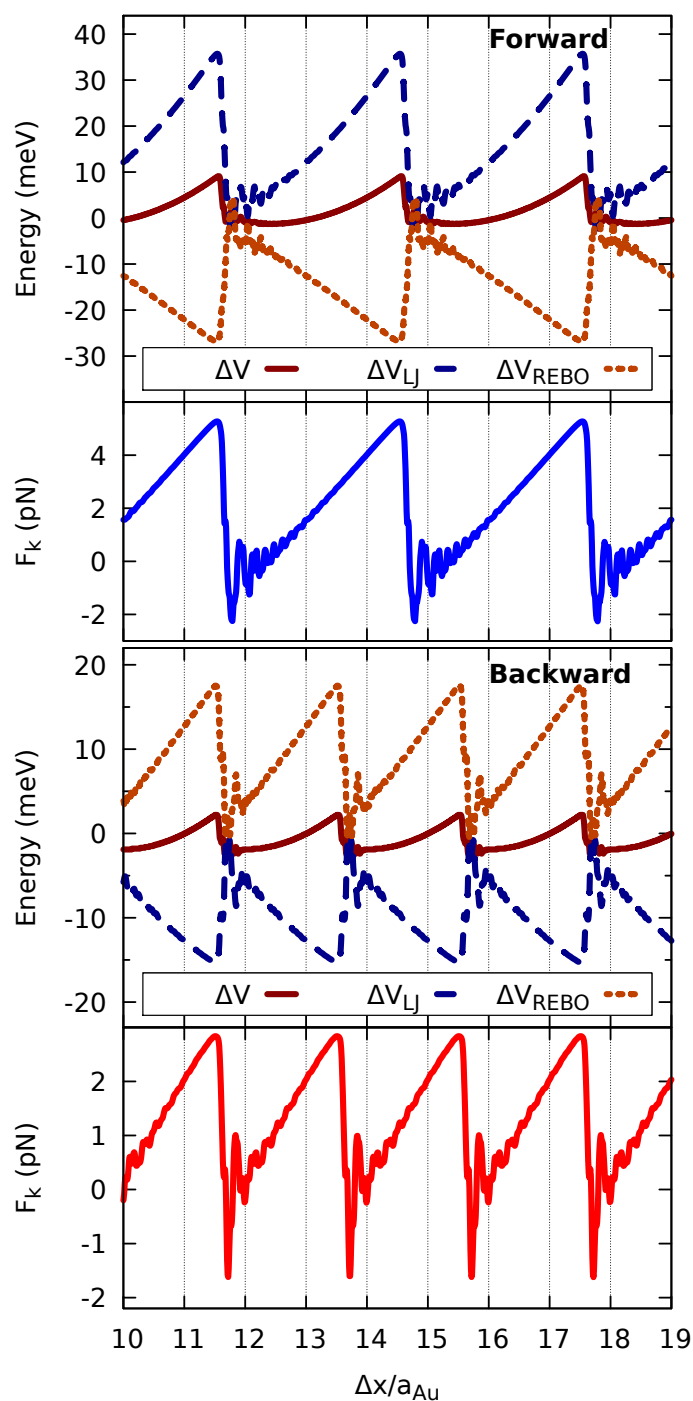 Forward
40
30
20
10
0
-10
-20
-30
Energy (meV)
ΔV ΔV_LJ ΔV_REBO
4
2
0
-2
F_k (pN)
Backward
20
10
0
-10
-20
Energy (meV)
ΔV ΔV_LJ ΔV_REBO
2
1
0
-1
-2
F_k (pN)
10 11 12 13 14 15 16 17 18 19
Δx/a_Au